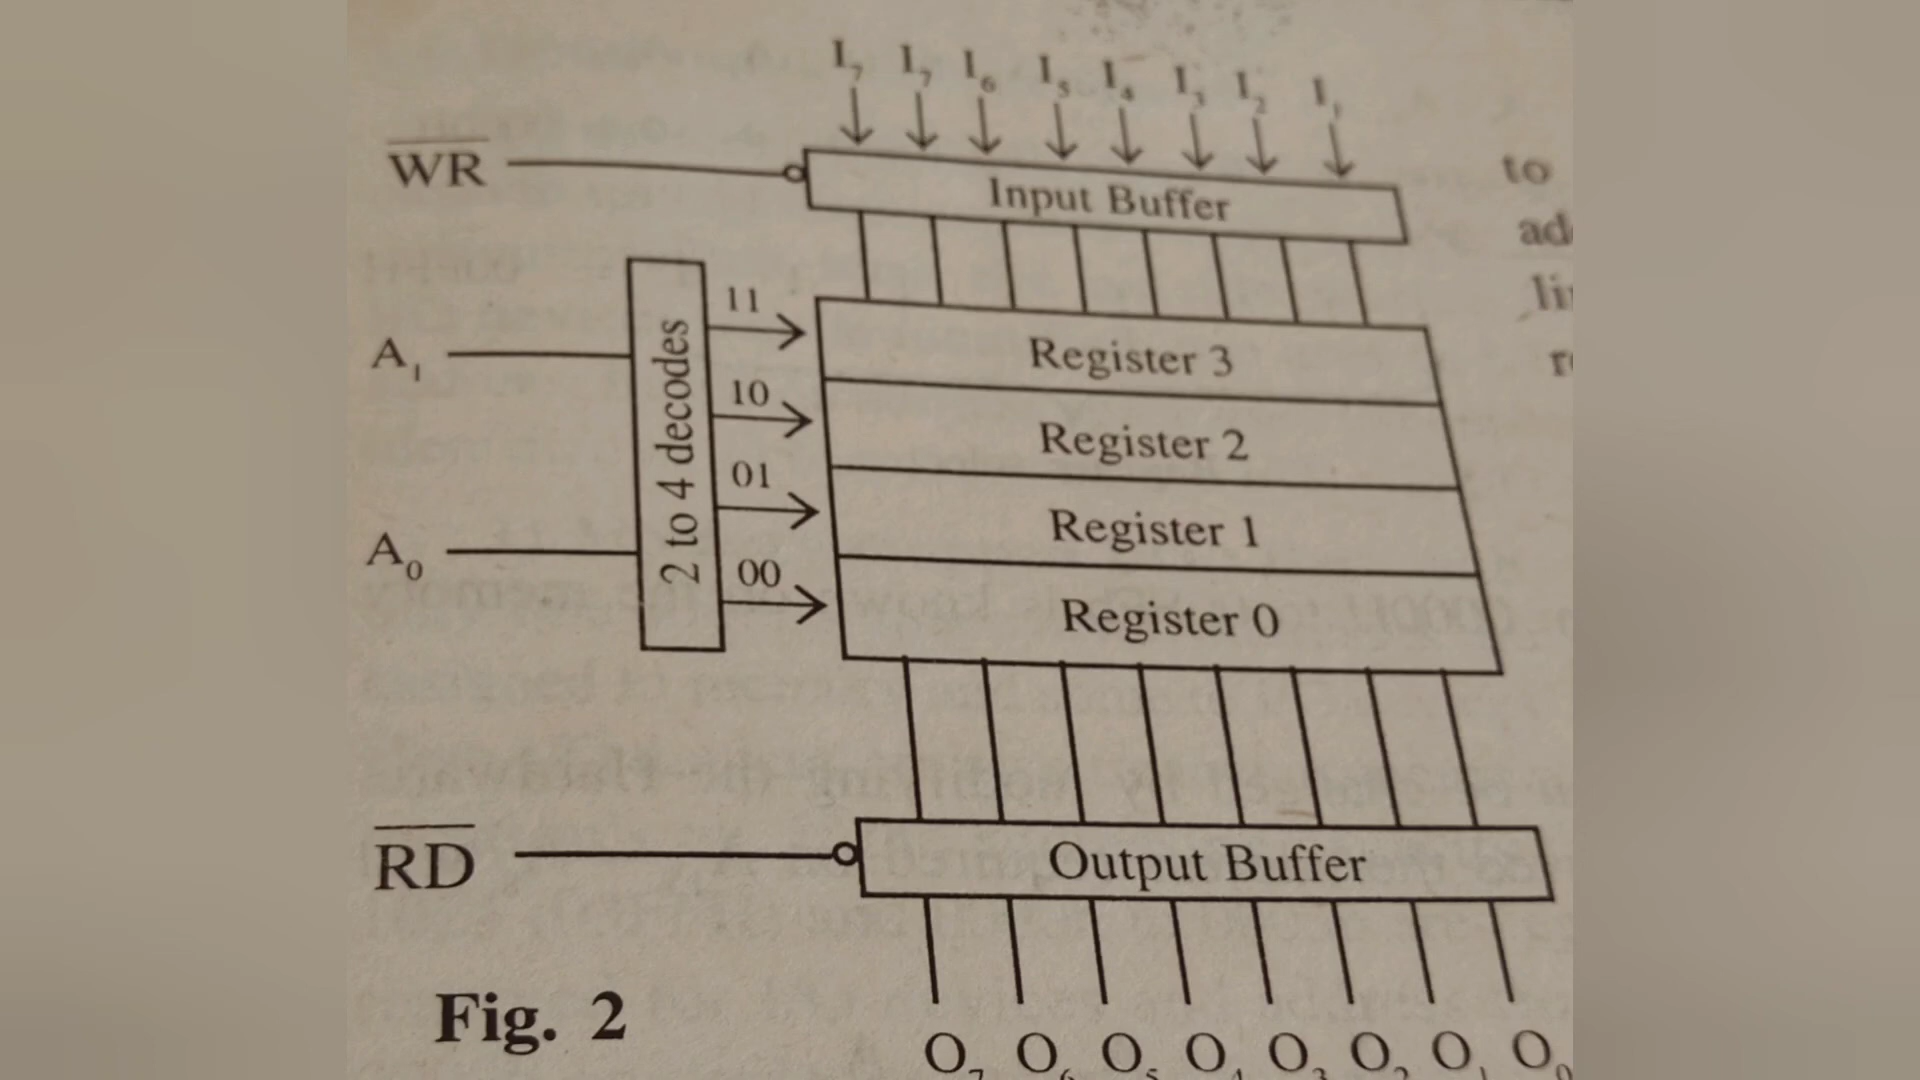 I₇ I₇ I₆ I₅ I₄ I₃ I₂ I₁
WR
Input Buffer
to
ad
li
A₁
2 to 4 decodes
11
Register 3
10
Register 2
01
Register 1
A₀
00
Register 0
RD
Output Buffer
Fig. 2
O₇ O₆ O₅ O₄ O₃ O₂ O₁ O₀